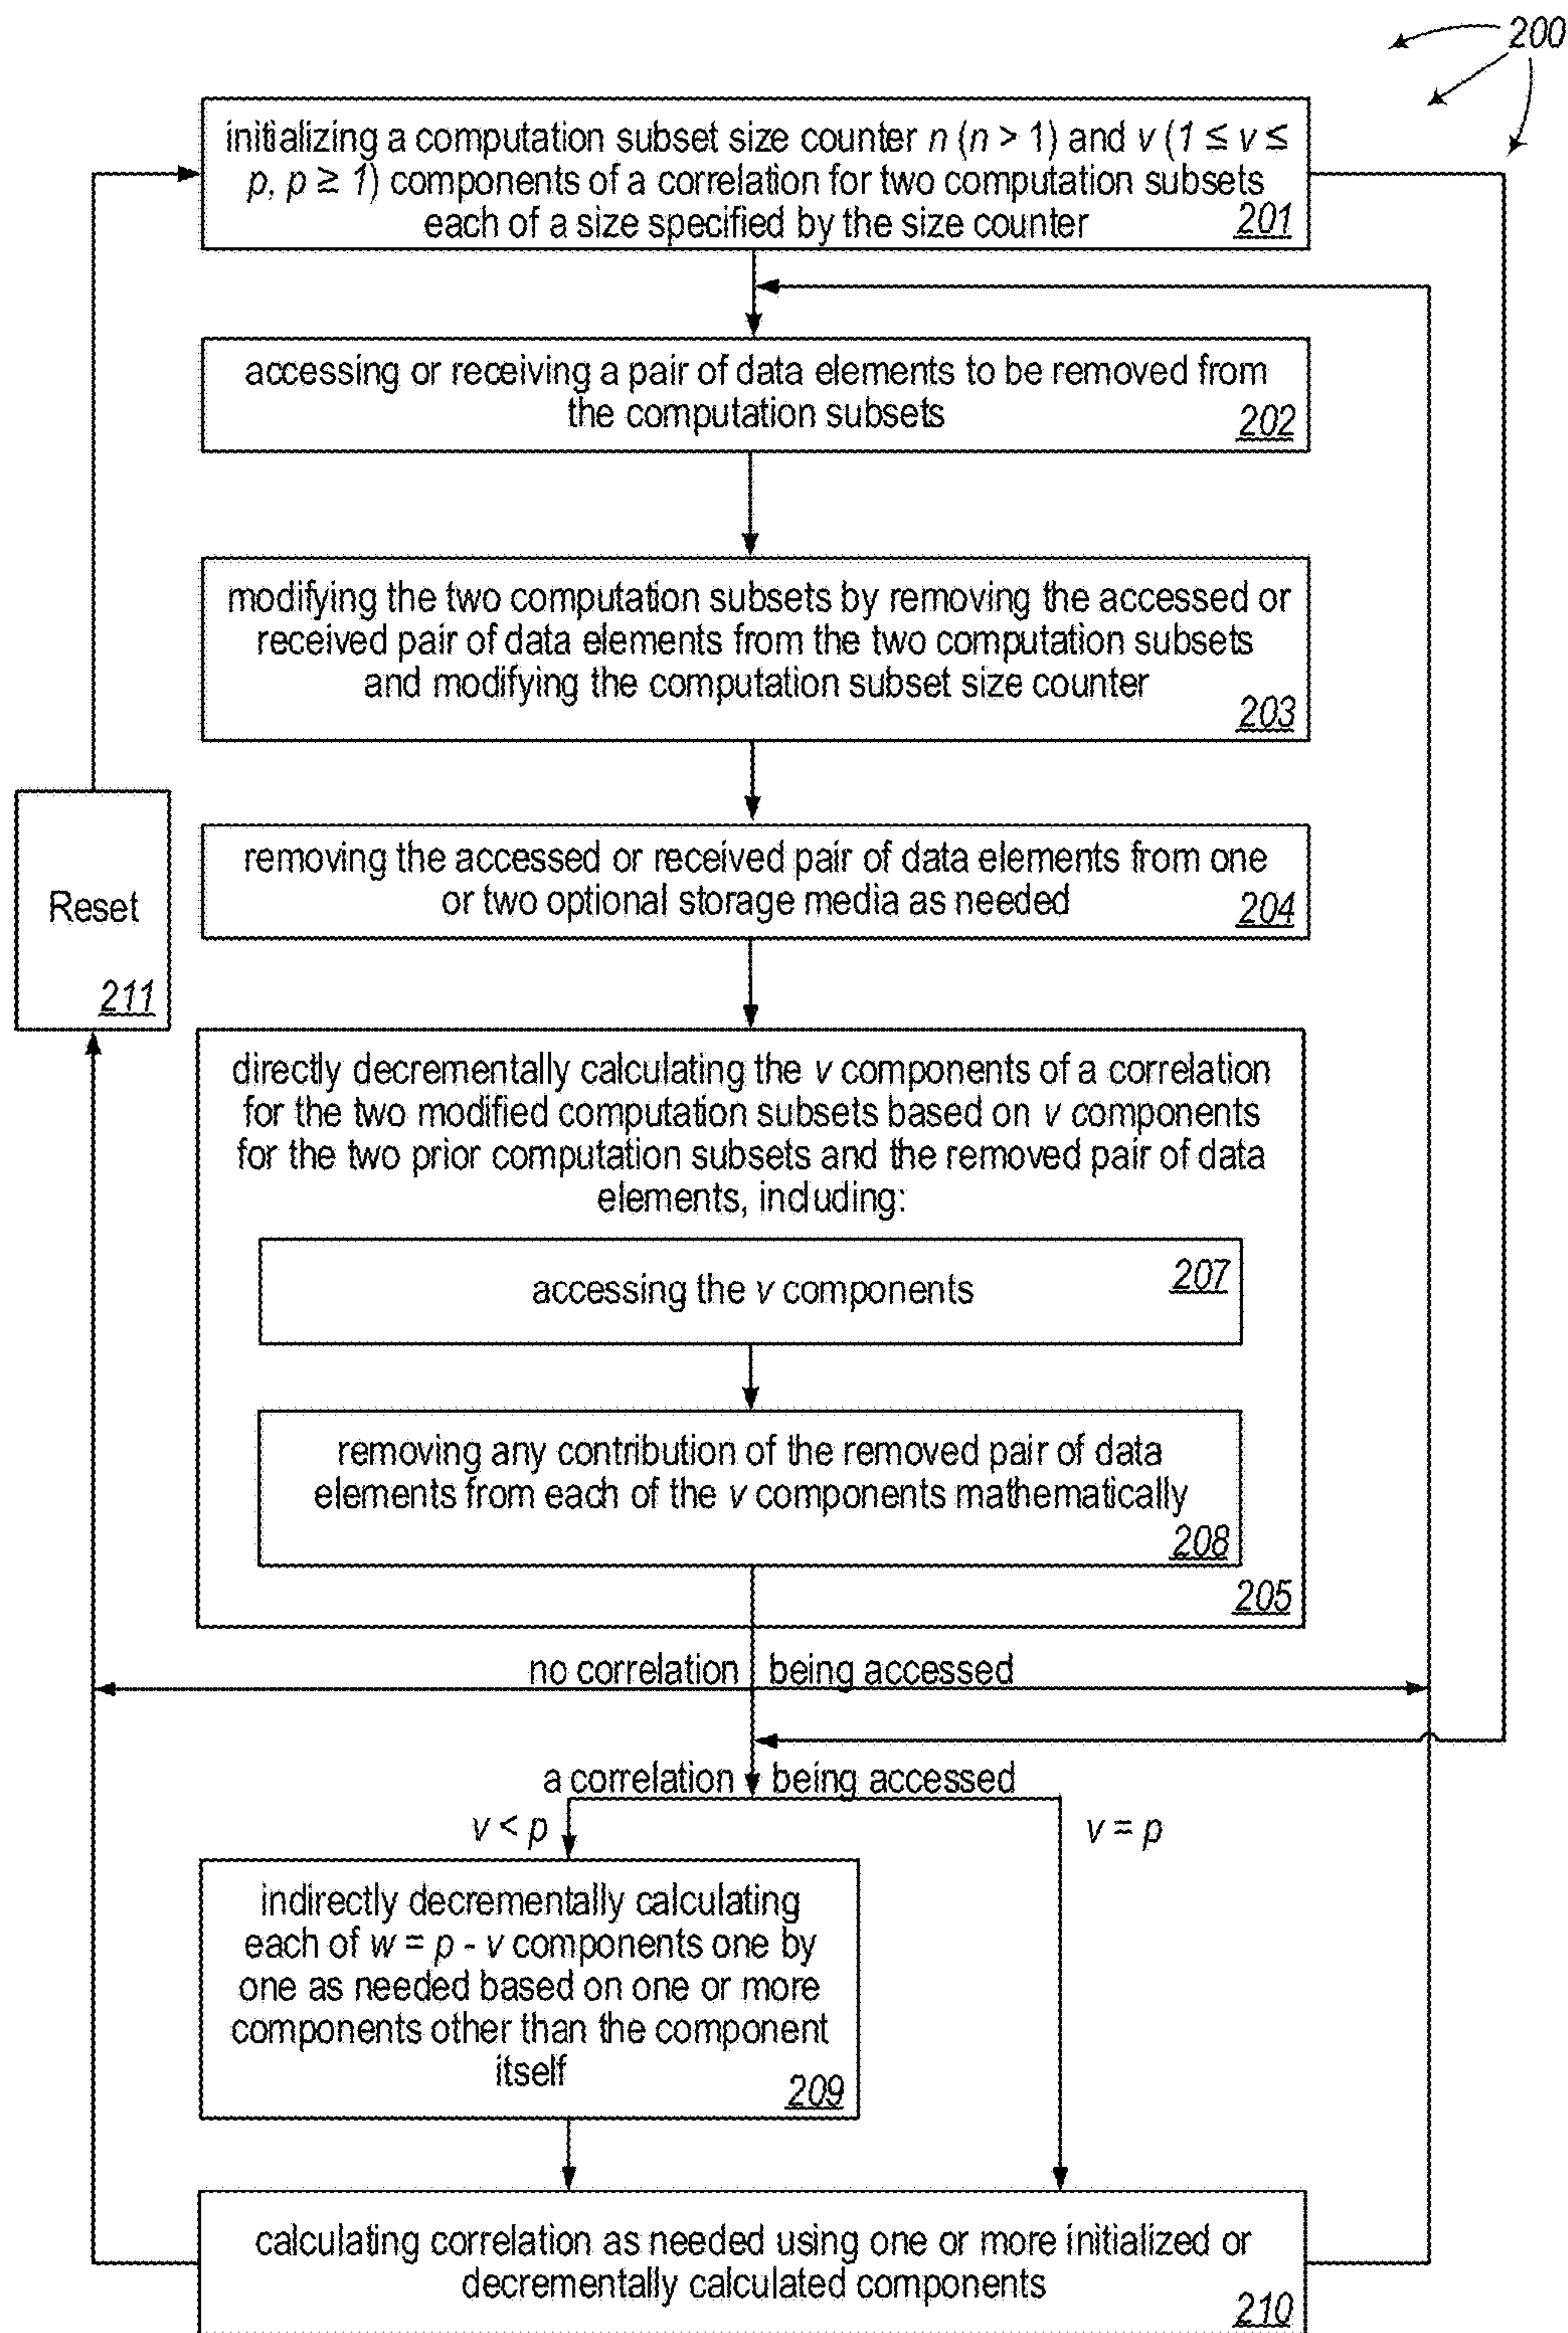 200
initializing a computation subset size counter n (n > 1) and v (1 ≤ v ≤
p, p ≥ 1) components of a correlation for two computation subsets
each of a size specified by the size counter
201
accessing or receiving a pair of data elements to be removed from
the computation subsets
202
modifying the two computation subsets by removing the accessed or
received pair of data elements from the two computation subsets
and modifying the computation subset size counter
203
removing the accessed or received pair of data elements from one
or two optional storage media as needed
204
Reset
211
directly decrementally calculating the v components of a correlation
for the two modified computation subsets based on v components
for the two prior computation subsets and the removed pair of data
elements, including:
207
accessing the v components
removing any contribution of the removed pair of data
elements from each of the v components mathematically
208
205
no correlation being accessed
a correlation being accessed
v < p
v = p
indirectly decrementally calculating
each of w = p - v components one by
one as needed based on one or more
components other than the component
itself
209
calculating correlation as needed using one or more initialized or
decrementally calculated components
210